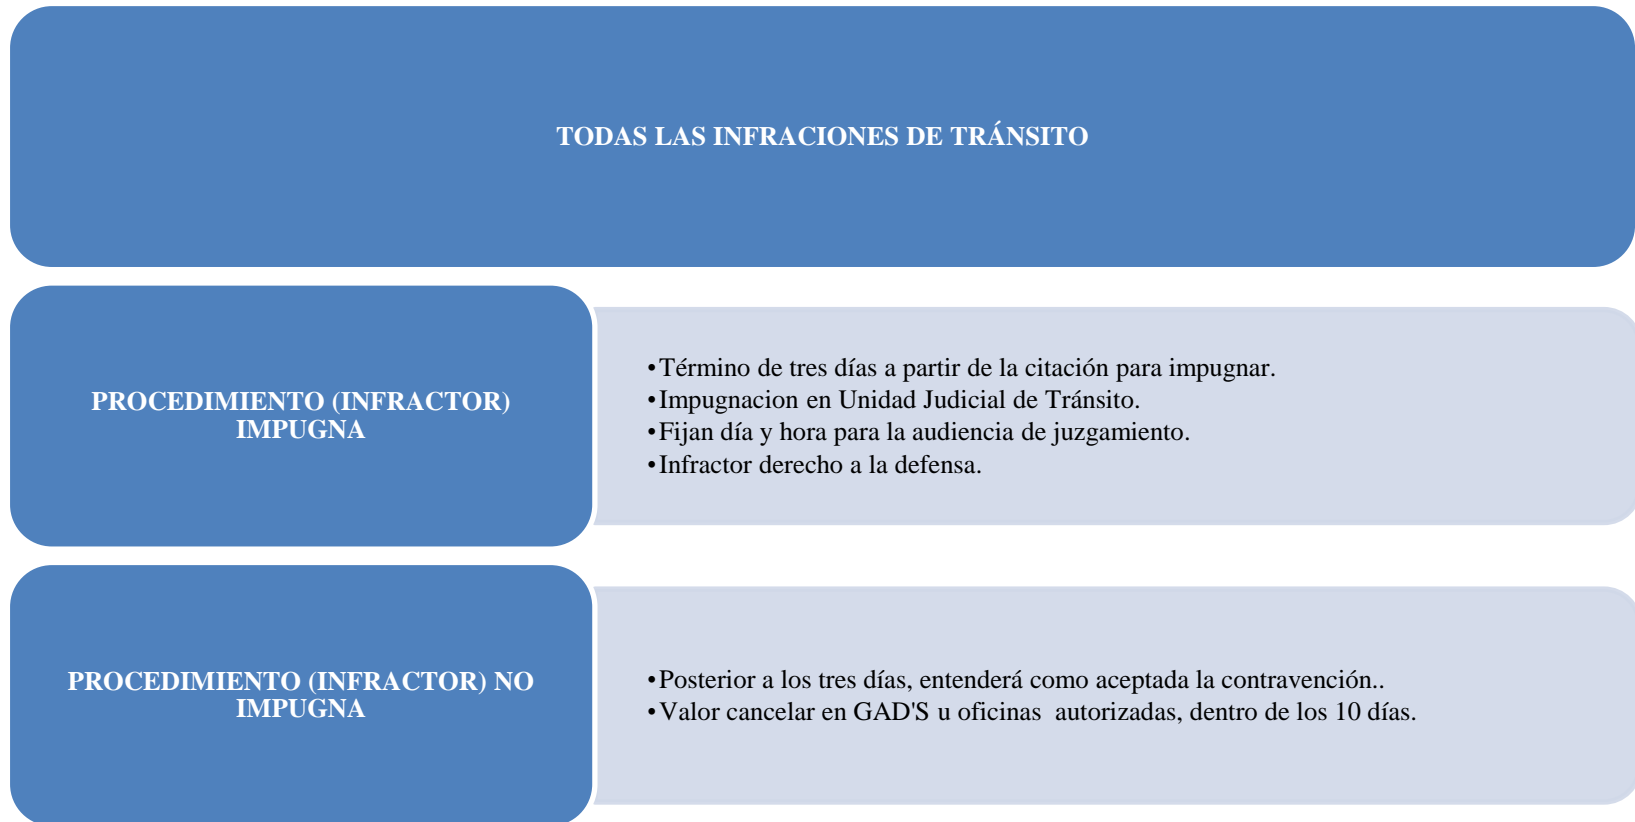 TODAS LAS INFRACIONES DE TRÁNSITO
PROCEDIMIENTO (INFRACTOR)
IMPUGNA
•Término de tres días a partir de la citación para impugnar.
•Impugnacion en Unidad Judicial de Tránsito.
•Fijan día y hora para la audiencia de juzgamiento.
•Infractor derecho a la defensa.
PROCEDIMIENTO (INFRACTOR) NO
IMPUGNA
•Posterior a los tres días, entenderá como aceptada la contravención..
•Valor cancelar en GAD'S u oficinas  autorizadas, dentro de los 10 días.